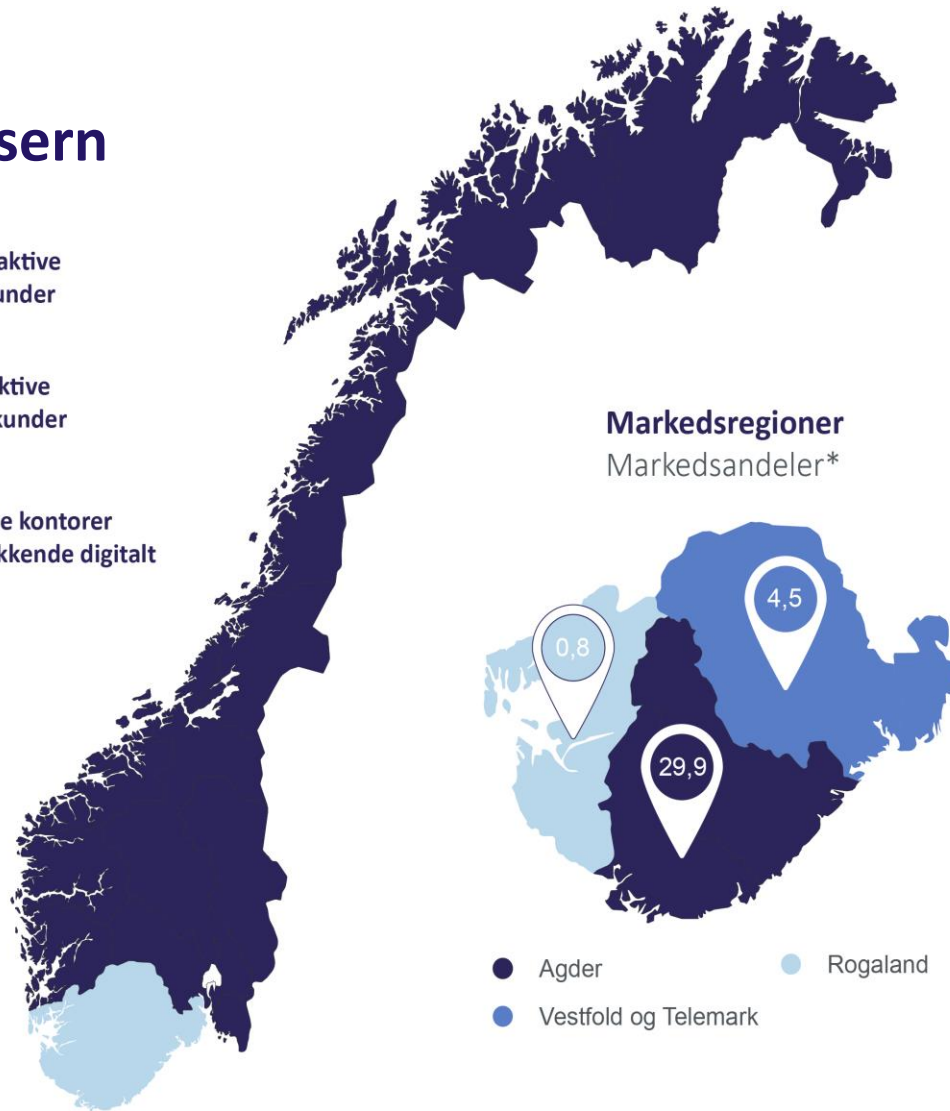 sern
aktive
under
ktive
kunder
e kontorer
kkende digitalt
Markedsregioner
Markedsandeler*
4,5
0,8
29,9
Agder
Rogaland
Vestfold og Telemark